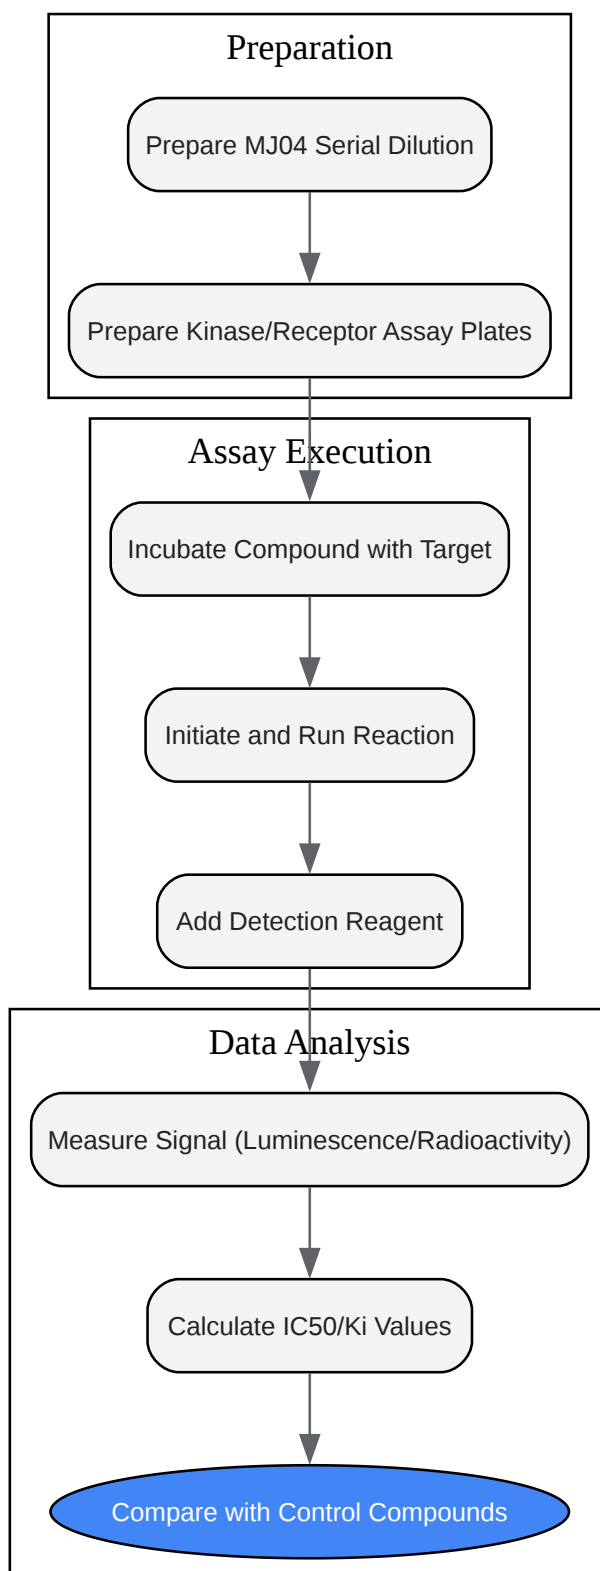 Preparation
Prepare MJ04 Serial Dilution
Prepare Kinase/Receptor Assay Plates
Assay Execution
Incubate Compound with Target
Initiate and Run Reaction
Add Detection Reagent
Data Analysis
Measure Signal (Luminescence/Radioactivity)
Calculate IC50/Ki Values
Compare with Control Compounds